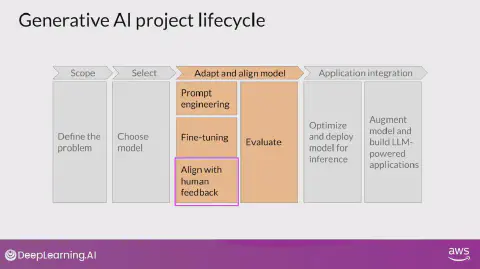 Generative AI project lifecycle
Scope
Select
Adapt and align model
Application integration
Define the
problem
Choose
model
Prompt
engineering
Fine-tuning
Align with
human
feedback
Evaluate
Optimize
and deploy
model for
inference
Augment
model and
build LLM-
powered
applications
DeepLearning.AI
aws